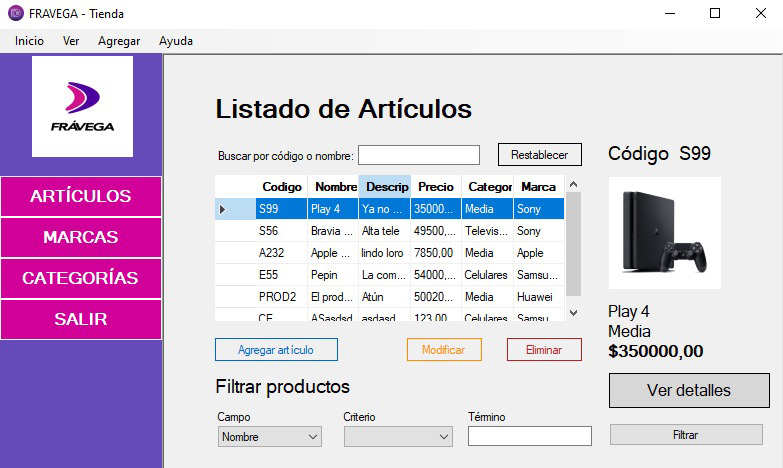 FRAVEGA - Tienda
Inicio Ver Agregar Ayuda
FRÁVEGA
ARTÍCULOS
MARCAS
CATEGORÍAS
SALIR
Listado de Artículos
Buscar por código o nombre:
Restablecer
Codigo Nombre Descrip Precio Categor Marca
S99 Play 4 Ya no ... 35000... Media Sony
S56 Bravia ... Alta tele 49500,... Televis... Sony
A232 Apple ... lindo loro 7850,00 Media Apple
E55 Pepin La com... 54000,... Celulares Samsu...
PROD2 El prod... Atún 50020... Media Huawei
CE ASasdsd asdasd 123,00 Celulares Samsu
Agregar artículo Modificar Eliminar
Filtrar productos
Campo Criterio Término
Nombre
Código S99
Play 4
Media
$350000,00
Ver detalles
Filtrar